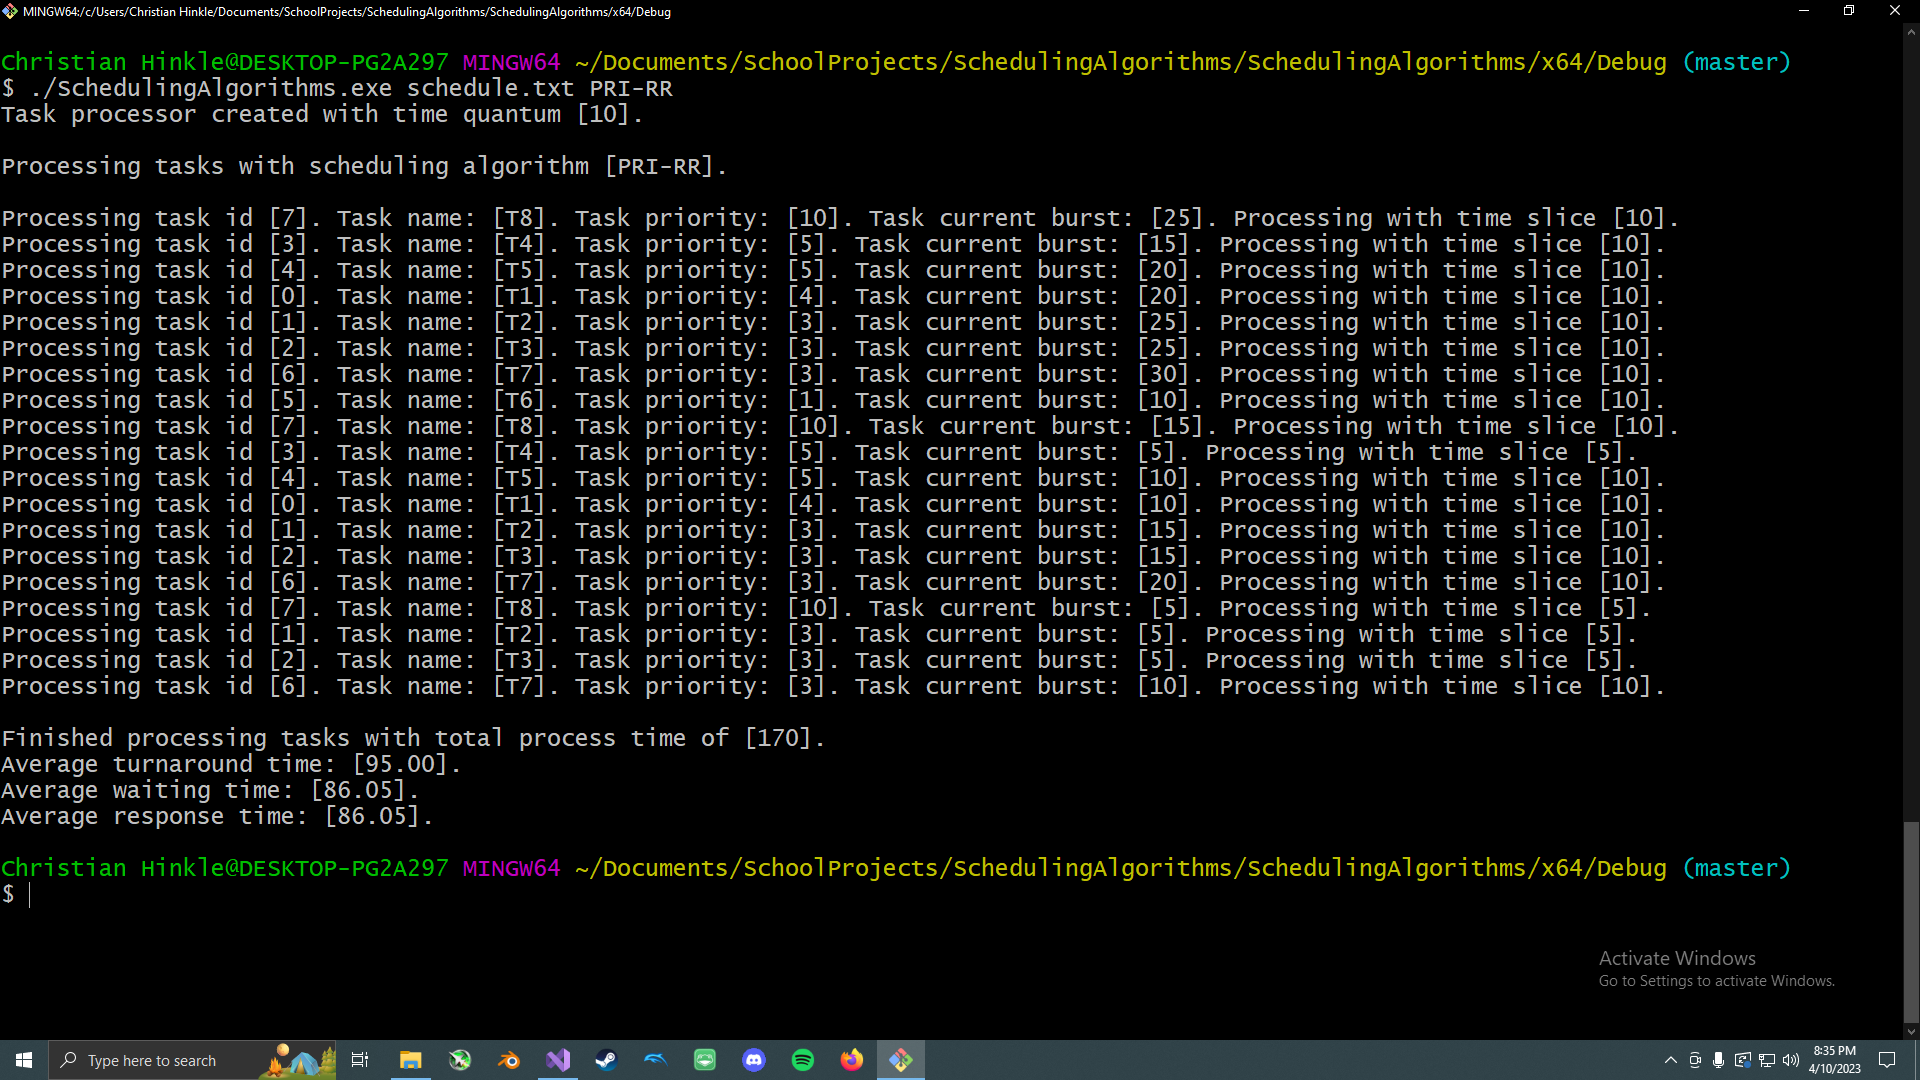 MINGW64:/c/Users/Christian Hinkle/Documents/SchoolProjects/SchedulingAlgorithms/SchedulingAlgorithms/x64/Debug
Christian Hinkle@DESKTOP-PG2A297 MINGW64 ~/Documents/SchoolProjects/SchedulingAlgorithms/SchedulingAlgorithms/x64/Debug (master)
$ ./SchedulingAlgorithms.exe schedule.txt PRI-RR
Task processor created with time quantum [10].
Processing tasks with scheduling algorithm [PRI-RR].
Processing task id [7]. Task name: [T8]. Task priority: [10]. Task current burst: [25]. Processing with time slice [10].
Processing task id [3]. Task name: [T4]. Task priority: [5]. Task current burst: [15]. Processing with time slice [10].
Processing task id [4]. Task name: [T5]. Task priority: [5]. Task current burst: [20]. Processing with time slice [10].
Processing task id [0]. Task name: [T1]. Task priority: [4]. Task current burst: [20]. Processing with time slice [10].
Processing task id [1]. Task name: [T2]. Task priority: [3]. Task current burst: [25]. Processing with time slice [10].
Processing task id [2]. Task name: [T3]. Task priority: [3]. Task current burst: [25]. Processing with time slice [10].
Processing task id [6]. Task name: [T7]. Task priority: [3]. Task current burst: [30]. Processing with time slice [10].
Processing task id [5]. Task name: [T6]. Task priority: [1]. Task current burst: [10]. Processing with time slice [10].
Processing task id [7]. Task name: [T8]. Task priority: [10]. Task current burst: [15]. Processing with time slice [10].
Processing task id [3]. Task name: [T4]. Task priority: [5]. Task current burst: [5]. Processing with time slice [5].
Processing task id [4]. Task name: [T5]. Task priority: [5]. Task current burst: [10]. Processing with time slice [10].
Processing task id [0]. Task name: [T1]. Task priority: [4]. Task current burst: [10]. Processing with time slice [10].
Processing task id [1]. Task name: [T2]. Task priority: [3]. Task current burst: [15]. Processing with time slice [10].
Processing task id [2]. Task name: [T3]. Task priority: [3]. Task current burst: [15]. Processing with time slice [10].
Processing task id [6]. Task name: [T7]. Task priority: [3]. Task current burst: [20]. Processing with time slice [10].
Processing task id [7]. Task name: [T8]. Task priority: [10]. Task current burst: [5]. Processing with time slice [5].
Processing task id [1]. Task name: [T2]. Task priority: [3]. Task current burst: [5]. Processing with time slice [5].
Processing task id [2]. Task name: [T3]. Task priority: [3]. Task current burst: [5]. Processing with time slice [5].
Processing task id [6]. Task name: [T7]. Task priority: [3]. Task current burst: [10]. Processing with time slice [10].
Finished processing tasks with total process time of [170].
Average turnaround time: [95.00].
Average waiting time: [86.05].
Average response time: [86.05].
Christian Hinkle@DESKTOP-PG2A297 MINGW64 ~/Documents/SchoolProjects/SchedulingAlgorithms/SchedulingAlgorithms/x64/Debug (master)
$
Activate Windows
Go to Settings to activate Windows.
Type here to search
8:35 PM
4/10/2023